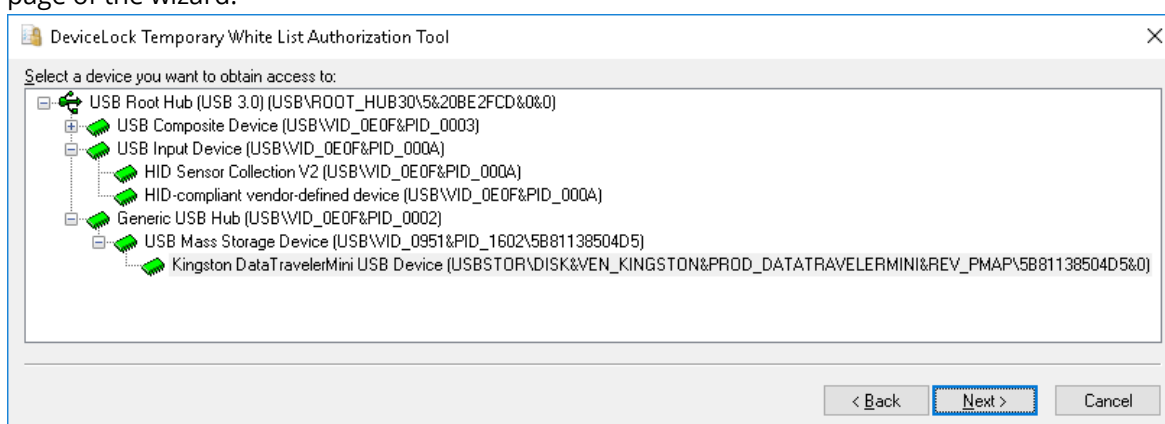 page of the wizard.
DeviceLock Temporary White List Authorization Tool
Select a device you want to obtain access to:
USB Root Hub (USB 3.0) (USB\ROOT_HUB30\5&20BE2FCD&0&0)
USB Composite Device (USB\VID_0E0F&PID_0003)
USB Input Device (USB\VID_0E0F&PID_000A)
HID Sensor Collection V2 (USB\VID_0E0F&PID_000A)
HID-compliant vendor-defined device (USB\VID_0E0F&PID_000A)
Generic USB Hub (USB\VID_0E0F&PID_0002)
USB Mass Storage Device (USB\VID_0951&PID_1602\5B81138504D5)
Kingston DataTravelerMini USB Device (USBSTOR\DISK&VEN_KINGSTON&PROD_DATATRAVELERMINI&REV_PMAP\5B81138504D5&0)
< Back Next > Cancel